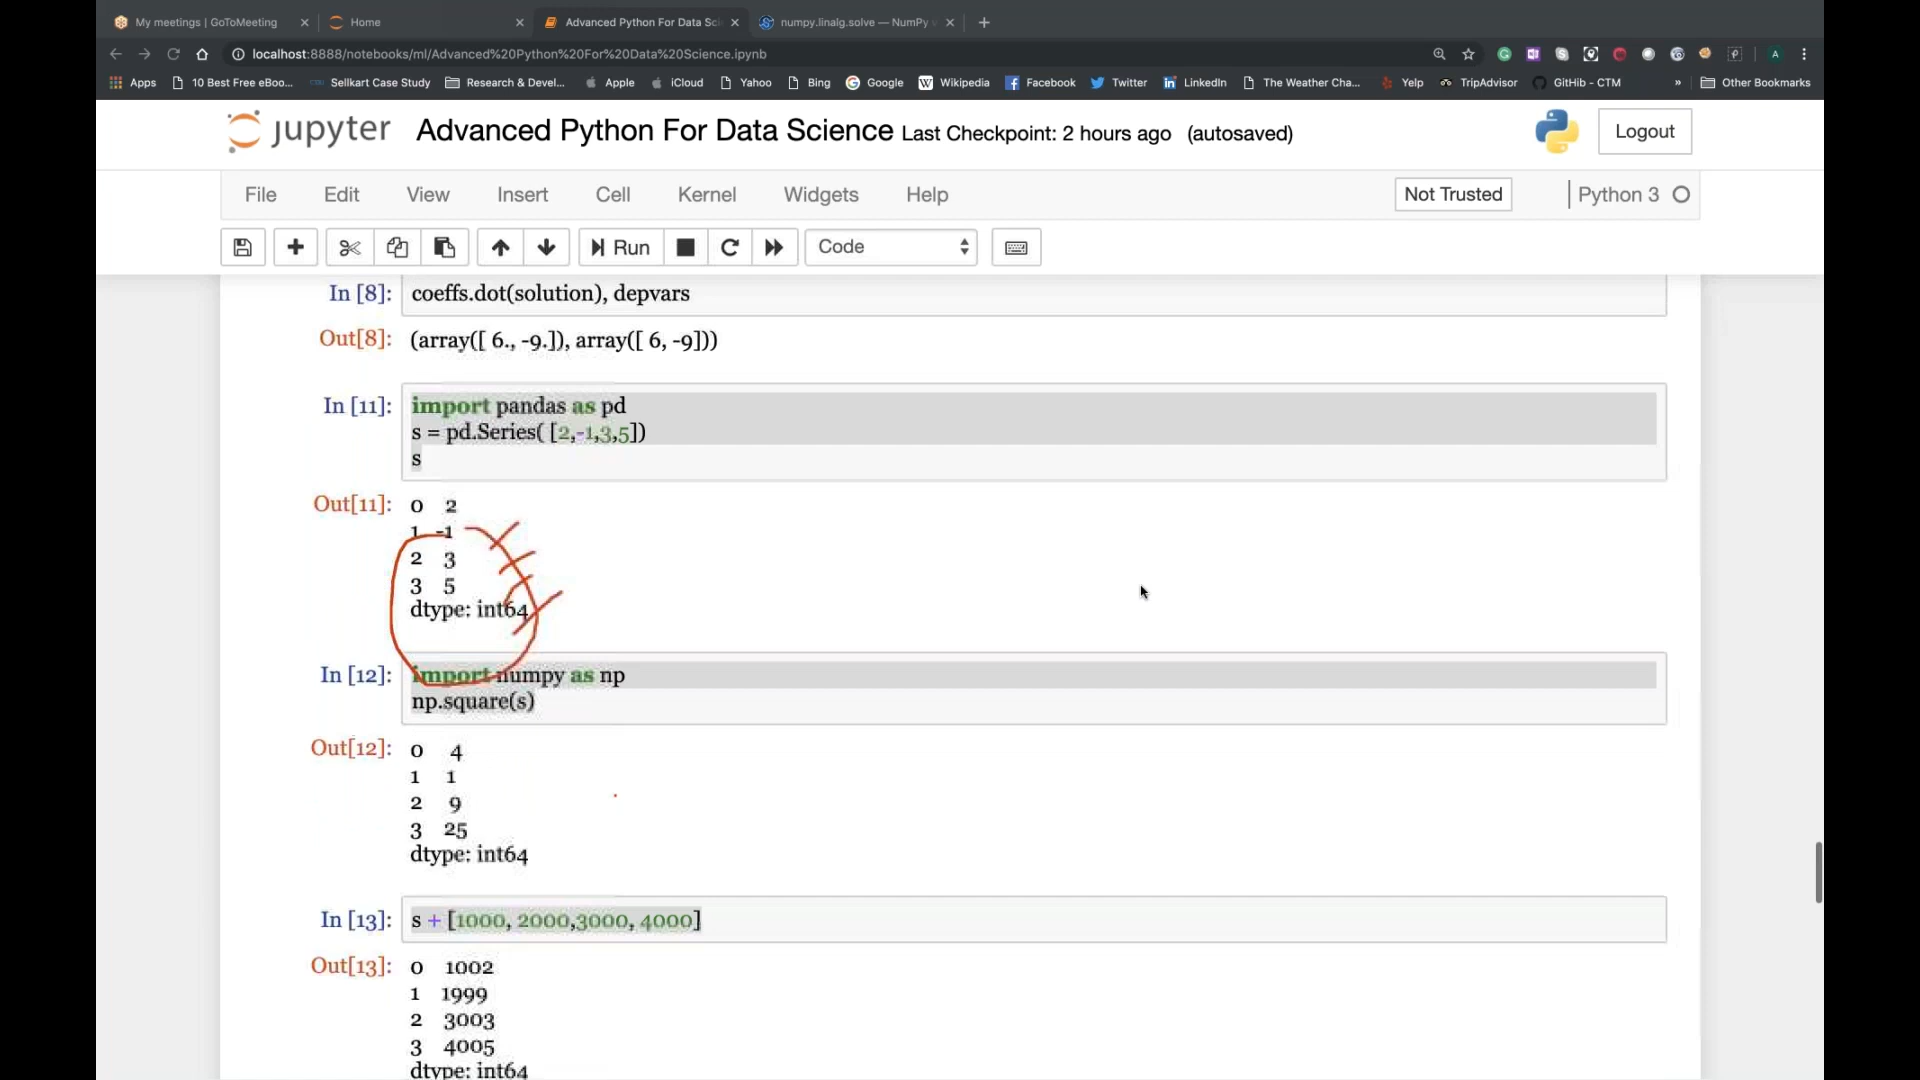 My meetings | GoToMeeting
Home
Advanced Python For Data Sci
numpy.linalg.solve — NumPy
localhost:8888/notebooks/ml/Advanced%20Python%20For%20Data%20Science.ipynb
Apps 10 Best Free eBoo... Sellkart Case Study Research & Devel... Apple iCloud Yahoo Bing Google Wikipedia Facebook Twitter LinkedIn The Weather Cha... Yelp TripAdvisor GitHib - CTM » Other Bookmarks
jupyter Advanced Python For Data Science Last Checkpoint: 2 hours ago (autosaved) Logout
File Edit View Insert Cell Kernel Widgets Help Not Trusted Python 3
Run Code
In [8]: coeffs.dot(solution), depvars
Out[8]: (array([ 6., -9.]), array([ 6, -9]))
In [11]: import pandas as pd
s = pd.Series( [2,-1,3,5])
s
Out[11]: 0 2
1 -1
2 3
3 5
dtype: int64
In [12]: import numpy as np
np.square(s)
Out[12]: 0 4
1 1
2 9
3 25
dtype: int64
In [13]: s + [1000, 2000,3000, 4000]
Out[13]: 0 1002
1 1999
2 3003
3 4005
dtype: int64